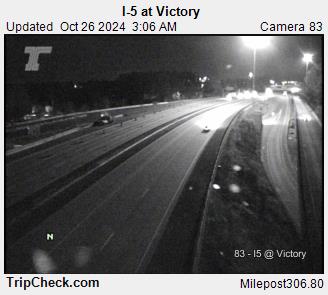 I-5 at Victory
Updated Oct 26 2024 3:06 AM Camera 83
T
N
83 - I5 @ Victory
TripCheck.com Milepost306.80